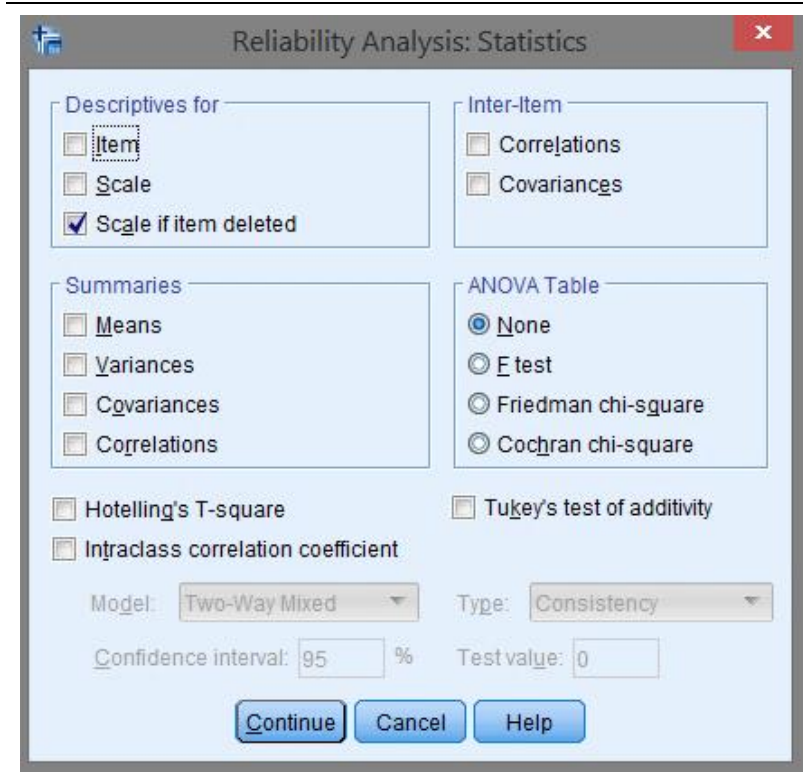 Reliability Analysis: Statistics
Descriptives for
Item
Scale
Scale if item deleted
Inter-Item
Correlations
Covariances
Summaries
Means
Variances
Covariances
Correlations
ANOVA Table
None
F test
Friedman chi-square
Cochran chi-square
Hotelling's T-square
Tukey's test of additivity
Intraclass correlation coefficient
Model: Two-Way Mixed
Type: Consistency
Confidence interval: 95 %
Test value: 0
Continue Cancel Help